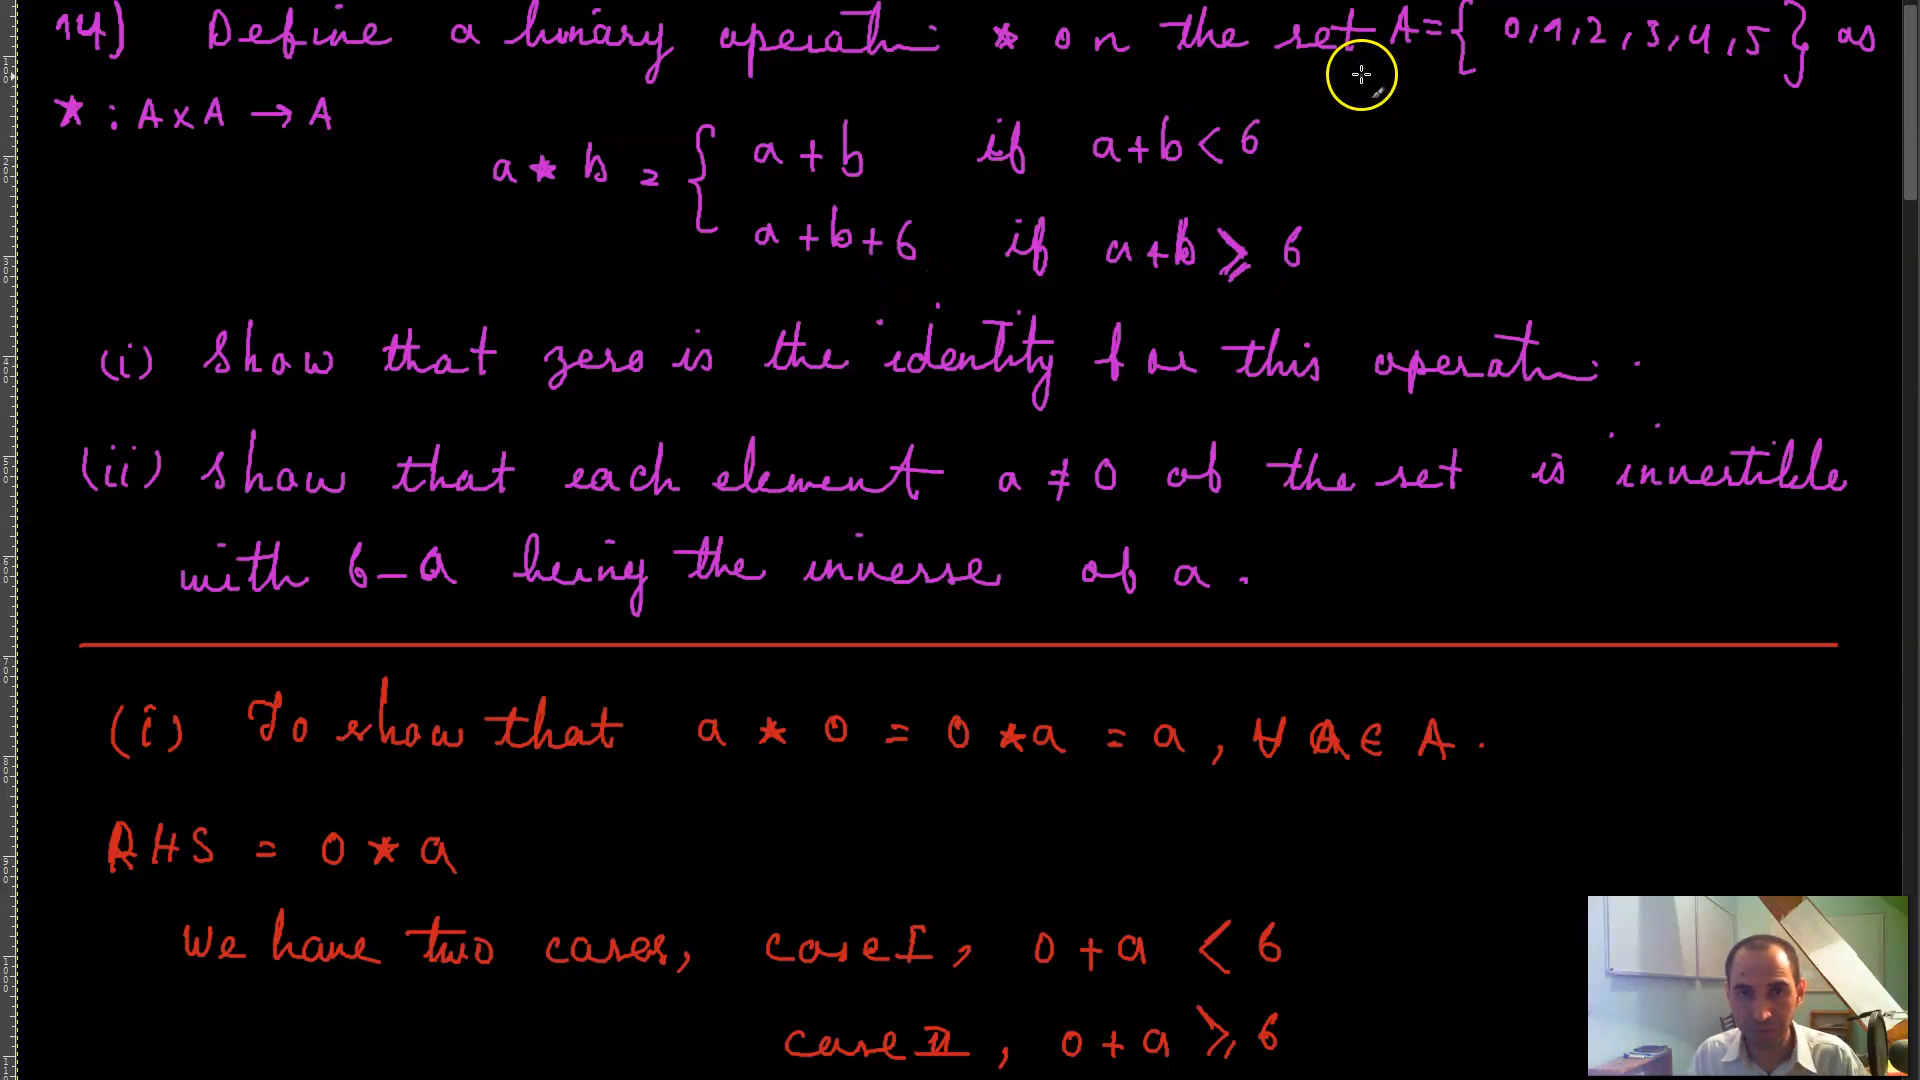 14) Define a binary operatn: * on the set A={ 0,1,2,3,4,5} as
* : A×A → A
a * b = { a + b if a+b < 6
a + b + 6 if a+b ⩾ 6
(i) show that zero is the identity for this operatn: .
(ii) show that each element a ≠ 0 of the set is invertible
with 6-a being the inverse of a .
(i) To show that a * 0 = 0 * a = a , ∀ a ∈ A .
RHS = 0 * a
we have two cases, case I , 0 + a < 6
case II , 0 + a ⩾ 6